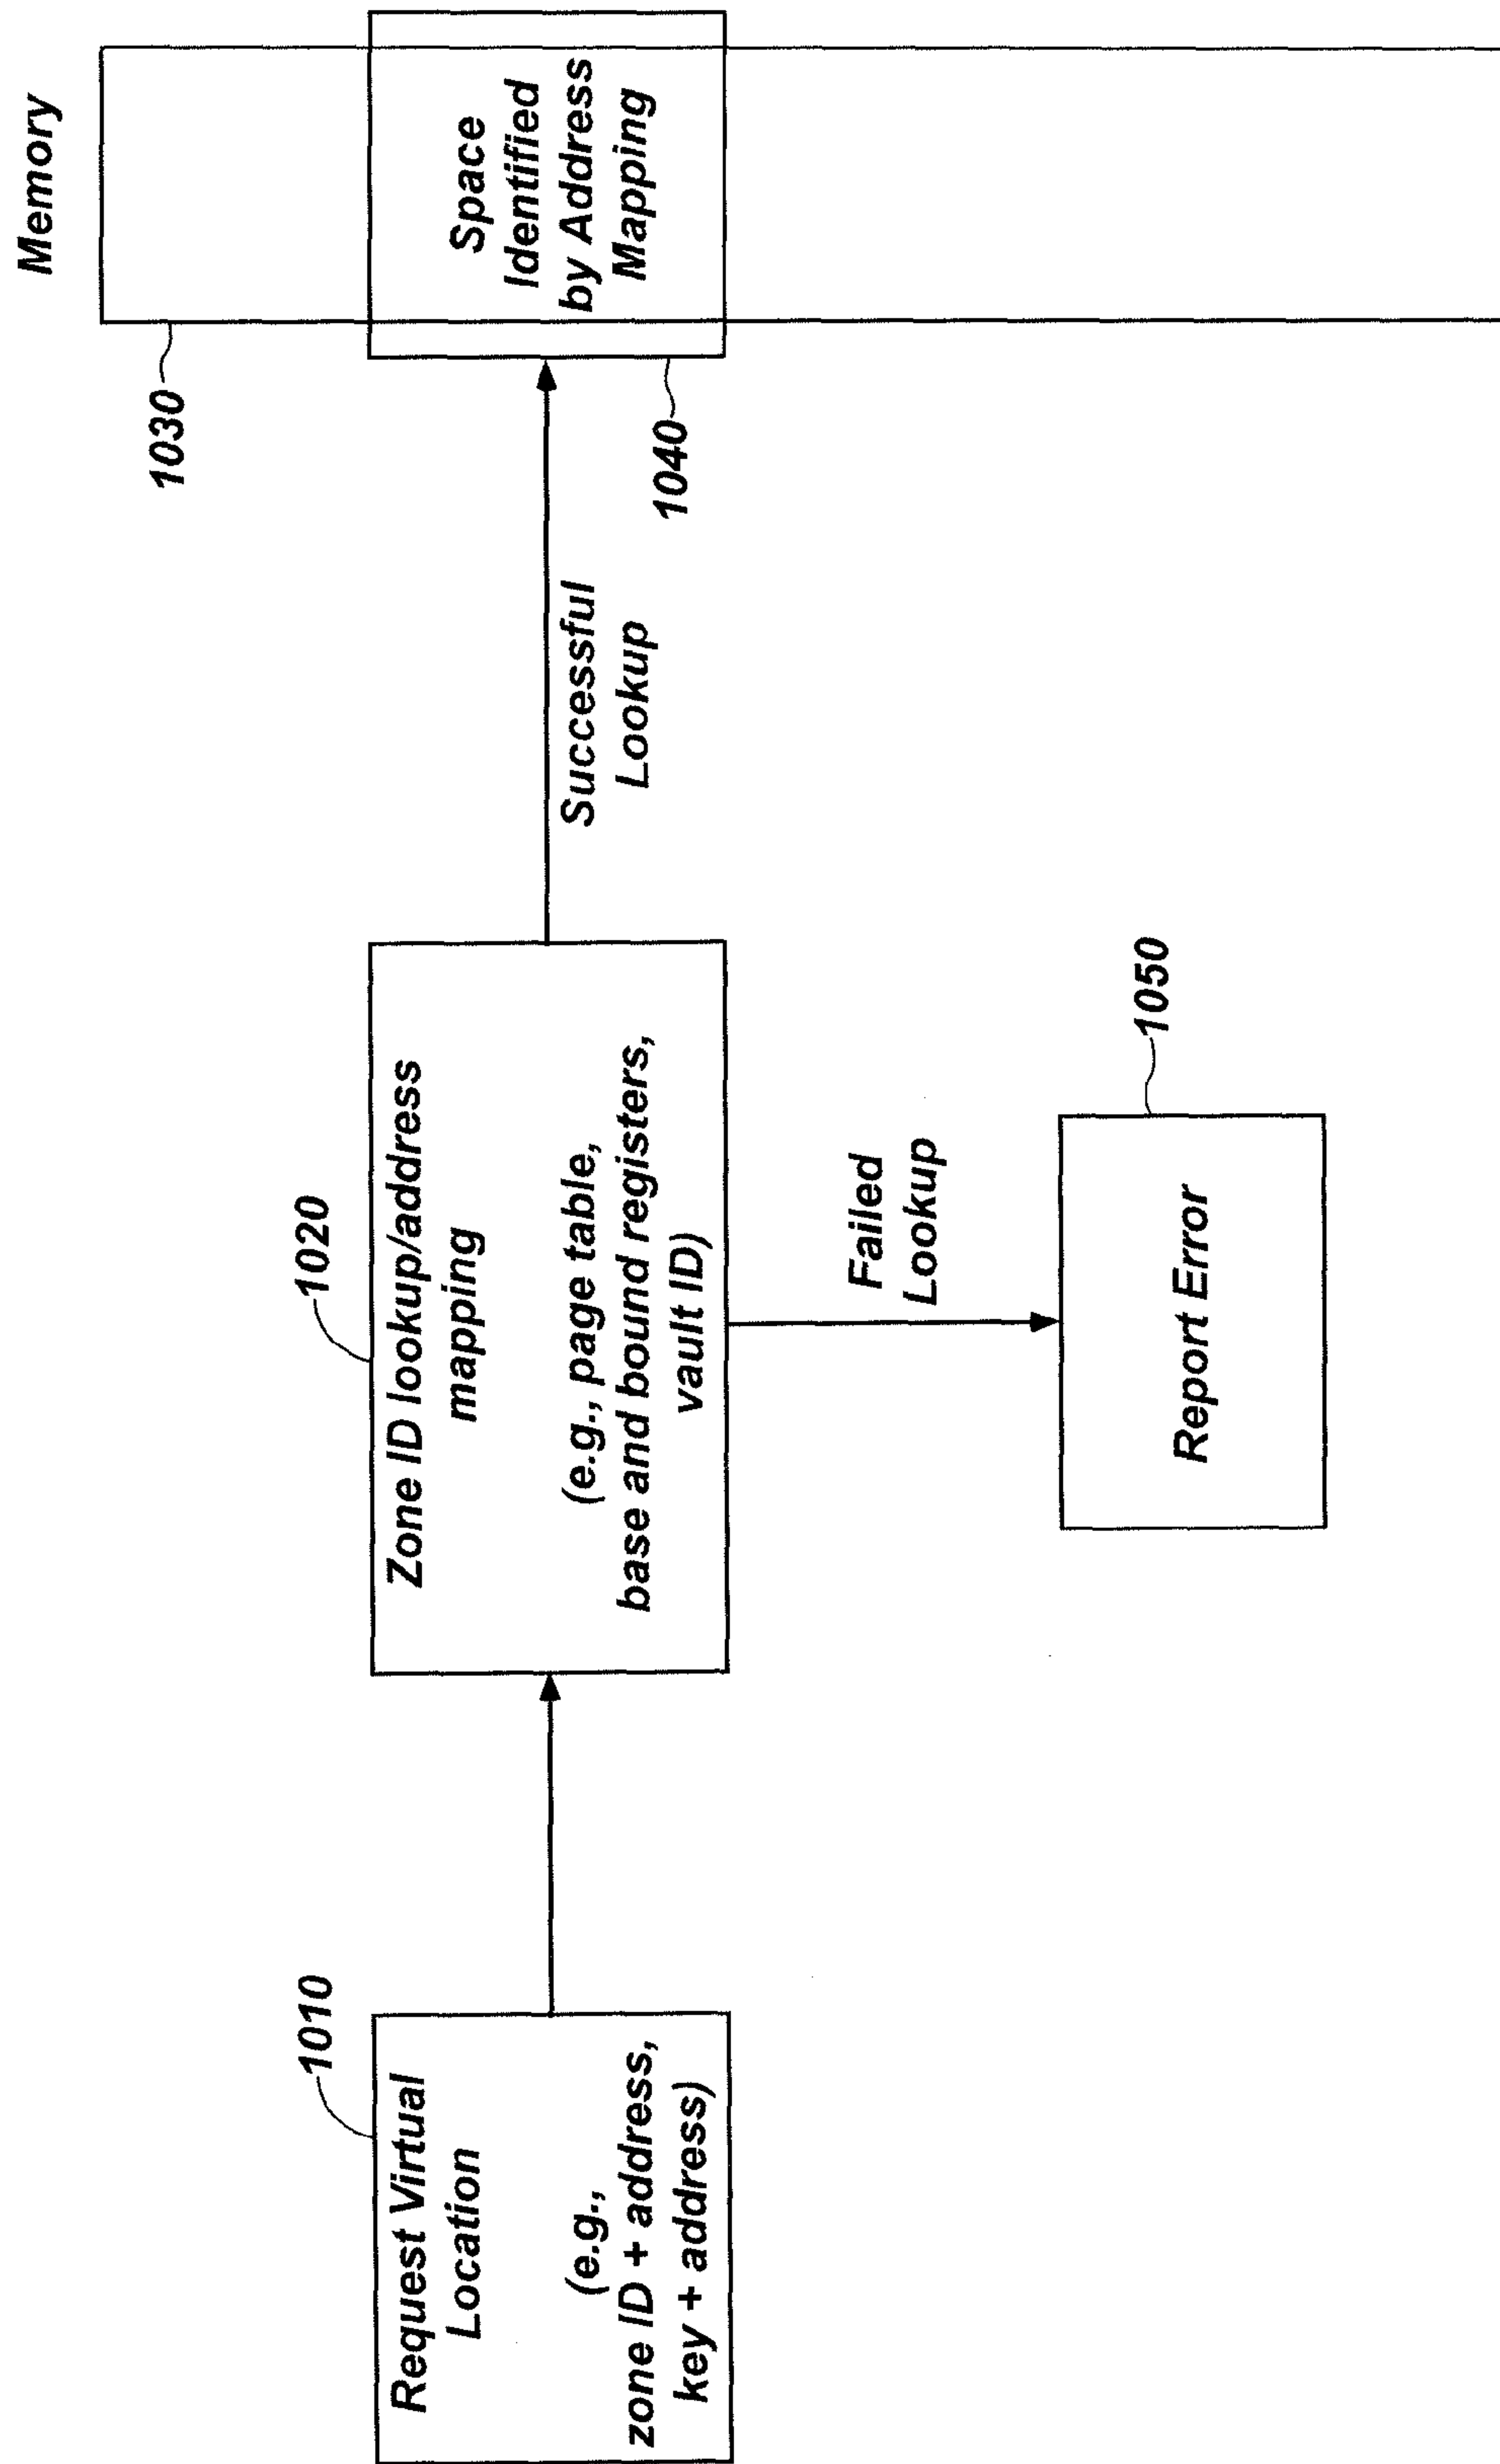 Memory
1030
Space
Identified
by Address
Mapping
1040
Successful
Lookup
1020
Zone ID lookup/address
mapping
(e.g., page table,
base and bound registers,
vault ID)
Failed
Lookup
1050
Report Error
1010
Request Virtual
Location
(e.g.,
zone ID + address,
key + address)